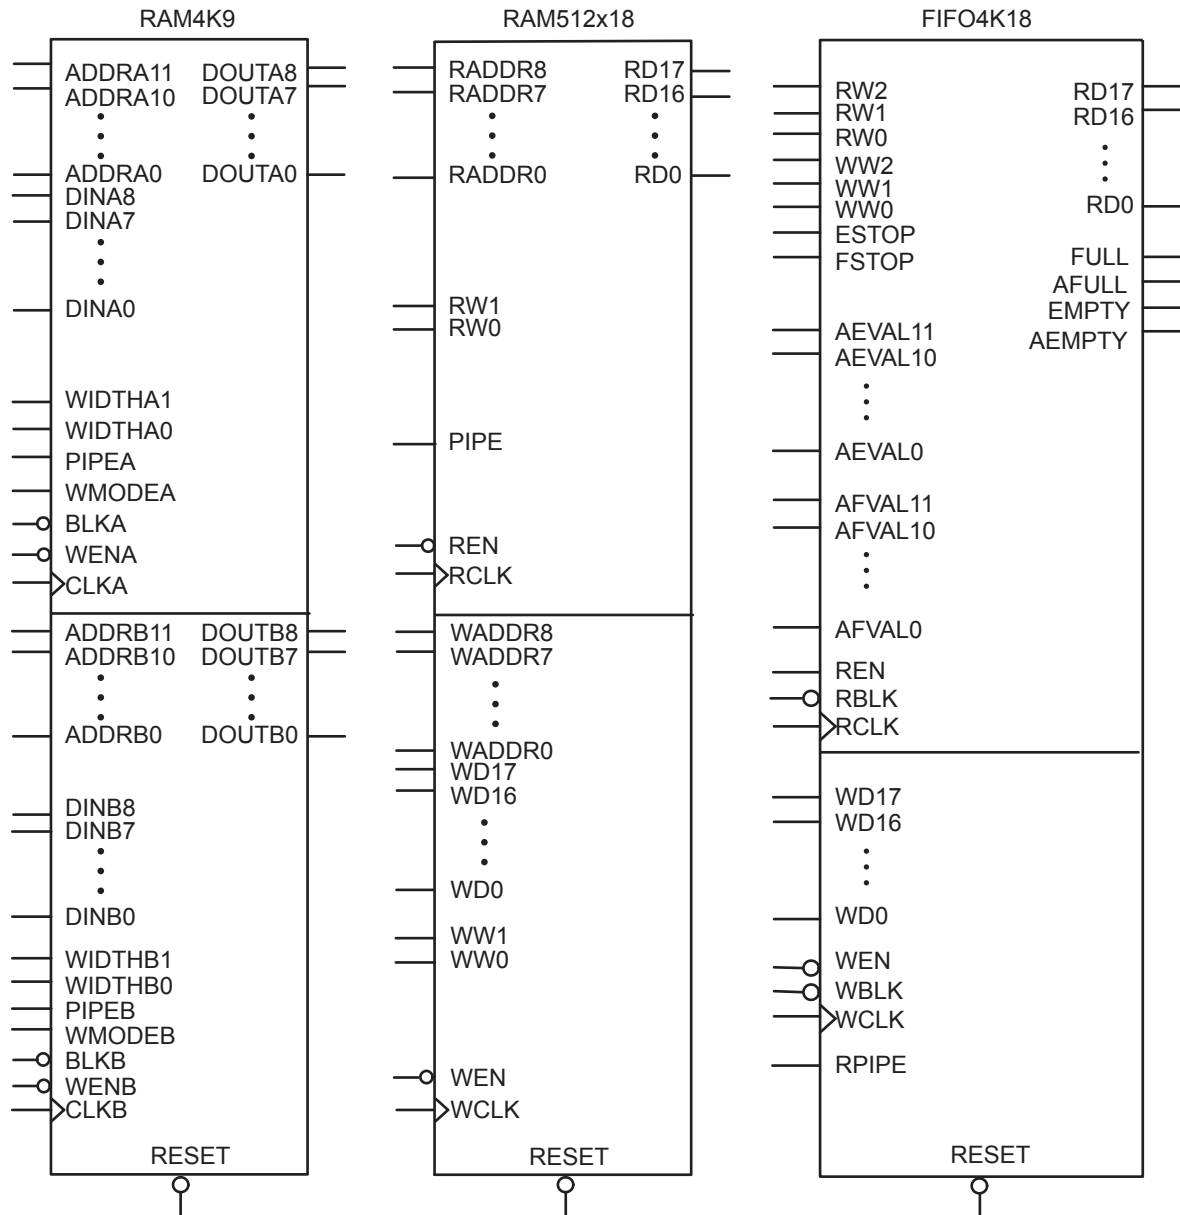 RAM4K9
ADDRA11 DOUTA8
ADDRA10 DOUTA7
ADDRA0 DOUTA0
DINA8
DINA7
DINA0
WIDTHA1
WIDTHA0
PIPEA
WMODEA
BLKA
WENA
CLKA
ADDRB11 DOUTB8
ADDRB10 DOUTB7
ADDRB0 DOUTB0
DINB8
DINB7
DINB0
WIDTHB1
WIDTHB0
PIPEB
WMODEB
BLKB
WENB
CLKB
RESET
RAM512x18
RADDR8 RD17
RADDR7 RD16
RADDR0 RD0
RW1
RW0
PIPE
REN
RCLK
WADDR8
WADDR7
WADDR0
WD17
WD16
WD0
WW1
WW0
WEN
WCLK
RESET
FIFO4K18
RW2 RD17
RW1 RD16
RW0
WW2
WW1
WW0 RD0
ESTOP
FSTOP FULL
AFULL
EMPTY
AEVAL11 AEMPTY
AEVAL10
AEVAL0
AFVAL11
AFVAL10
AFVAL0
REN
RBLK
RCLK
WD17
WD16
WD0
WEN
WBLK
WCLK
RPIPE
RESET